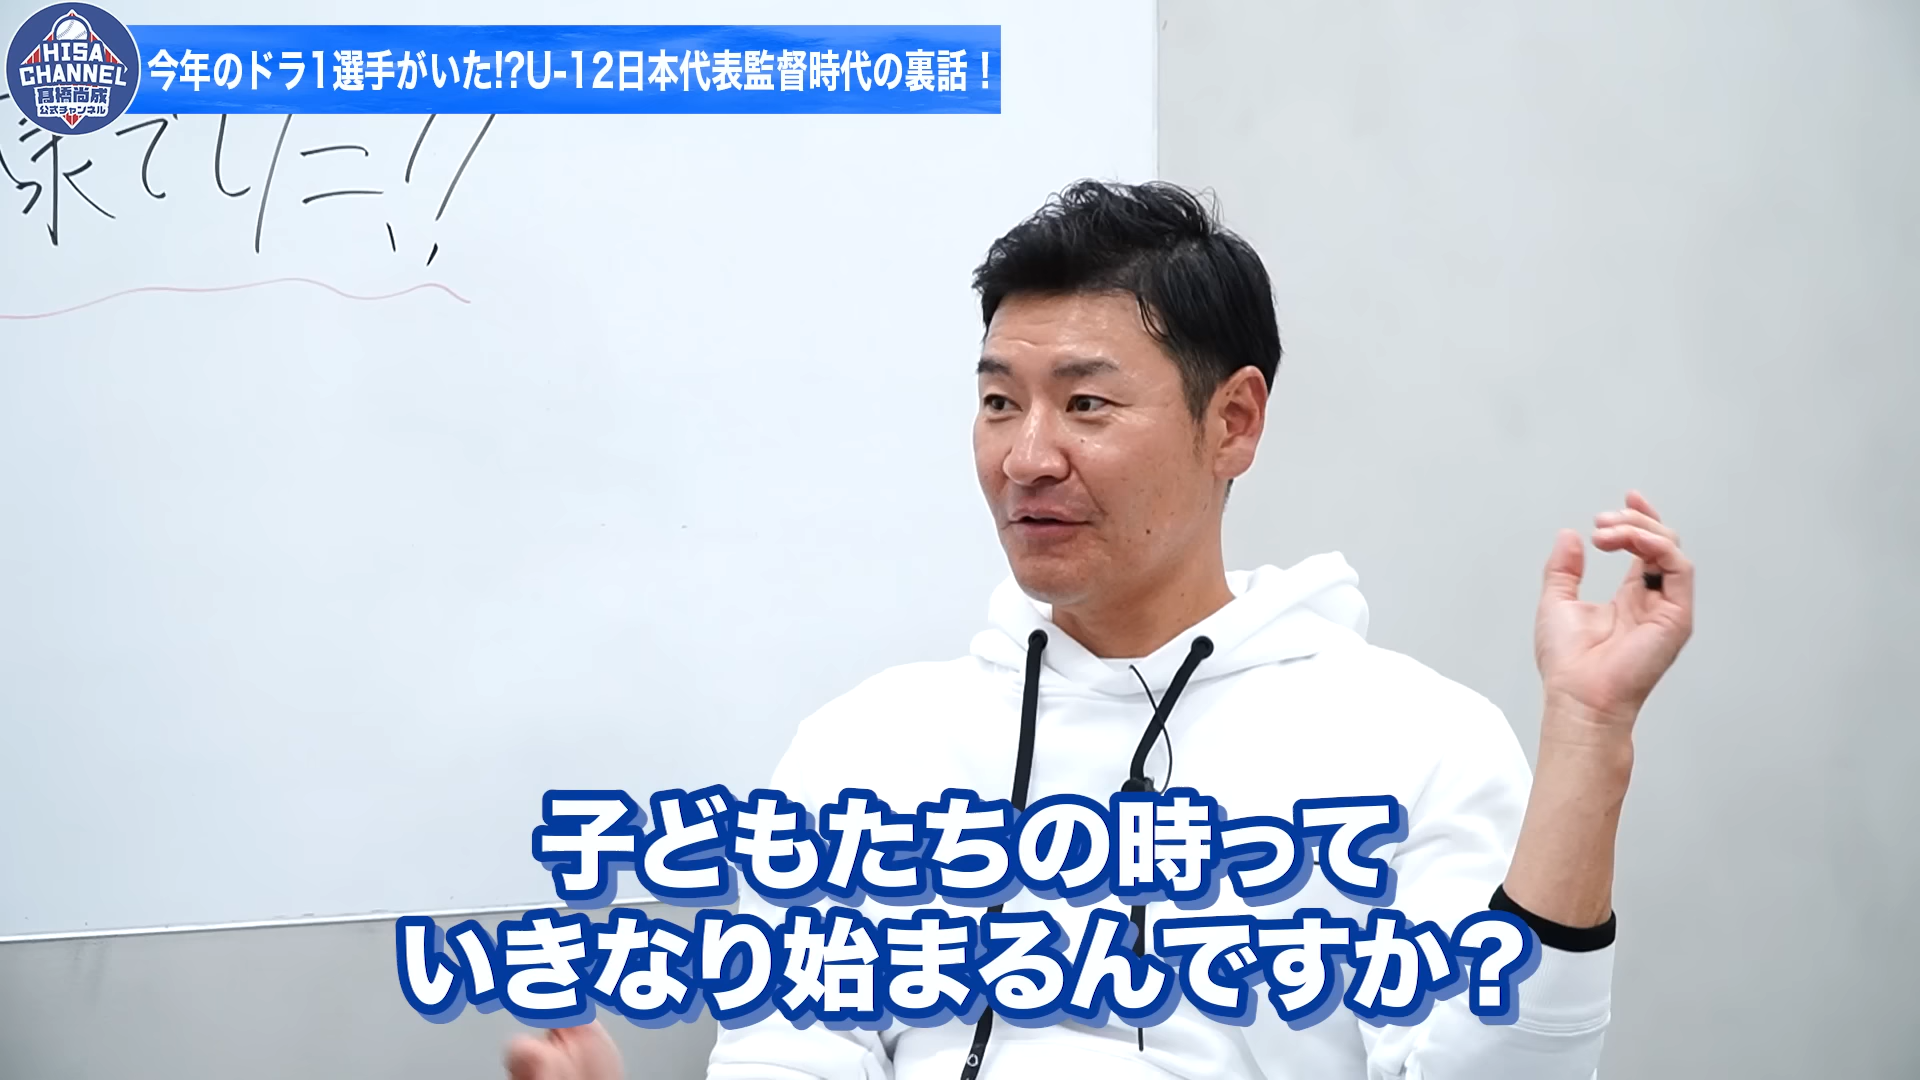 HISA
CHANNEL
髙橋尚成
公式チャンネル
今年のドラ1選手がいた!?U-12日本代表監督時代の裏話！
様でした!!
子どもたちの時って
いきなり始まるんですか？